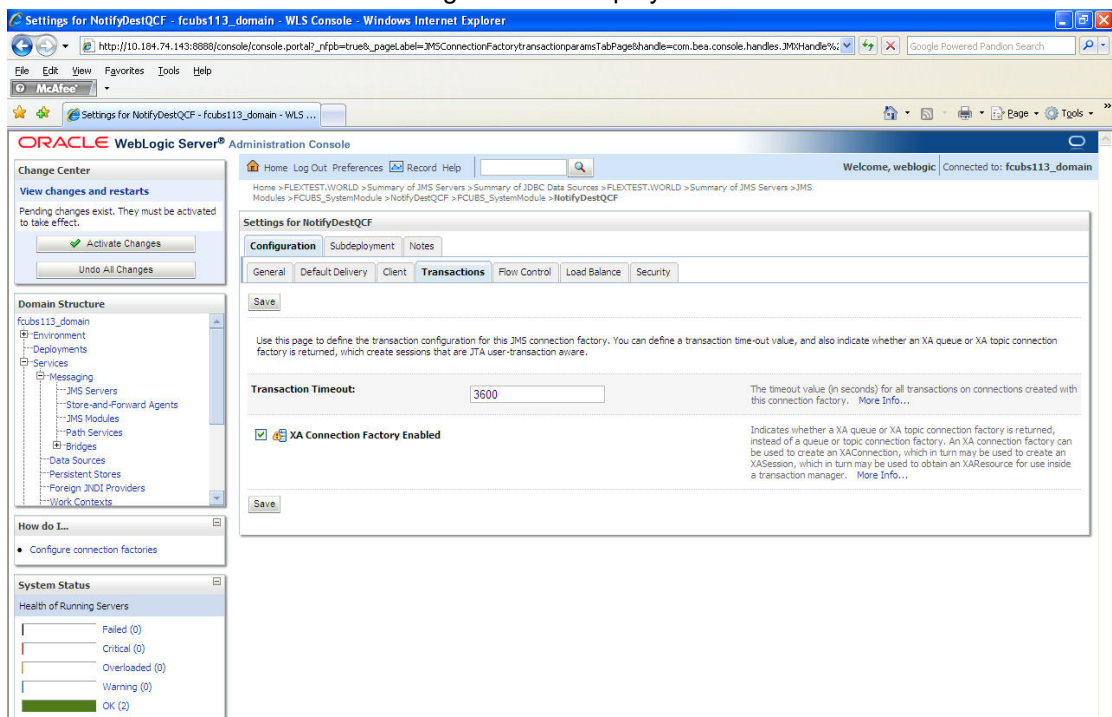 Settings for NotifyDestQCF - fcubs113_domain - WLS Console - Windows Internet Explorer
http://10.184.74.143:8888/console/console.portal?_nfpb=true&_pageLabel=JMSConnectionFactorytransactionparamsTabPage&handle=com.bea.console.handles.JMXHandle%
Google Powered Pandion Search
File Edit View Favorites Tools Help
McAfee
Settings for NotifyDestQCF - fcubs113_domain - WLS ...
Page Tools
ORACLE WebLogic Server® Administration Console
Change Center
View changes and restarts
Pending changes exist. They must be activated
to take effect.
Activate Changes
Undo All Changes
Domain Structure
fcubs113_domain
Environment
Deployments
Services
Messaging
JMS Servers
Store-and-Forward Agents
JMS Modules
Path Services
Bridges
Data Sources
Persistent Stores
Foreign JNDI Providers
Work Contexts
How do I...
Configure connection factories
System Status
Health of Running Servers
Failed (0)
Critical (0)
Overloaded (0)
Warning (0)
OK (2)
Home Log Out Preferences Record Help
Welcome, weblogic Connected to: fcubs113_domain
Home >FLEXTEST.WORLD >Summary of JMS Servers >Summary of JDBC Data Sources >FLEXTEST.WORLD >Summary of JMS Servers >JMS
Modules >FCUBS_SystemModule >NotifyDestQCF >FCUBS_SystemModule >NotifyDestQCF
Settings for NotifyDestQCF
Configuration Subdeployment Notes
General Default Delivery Client Transactions Flow Control Load Balance Security
Save
Use this page to define the transaction configuration for this JMS connection factory. You can define a transaction time-out value, and also indicate whether an XA queue or XA topic connection
factory is returned, which create sessions that are JTA user-transaction aware.
Transaction Timeout: 3600
The timeout value (in seconds) for all transactions on connections created with
this connection factory. More Info...
XA Connection Factory Enabled
Indicates whether a XA queue or XA topic connection factory is returned,
instead of a queue or topic connection factory. An XA connection factory can
be used to create an XAConnection, which in turn may be used to create an
XASession, which in turn may be used to obtain an XAResource for use inside
a transaction manager. More Info...
Save